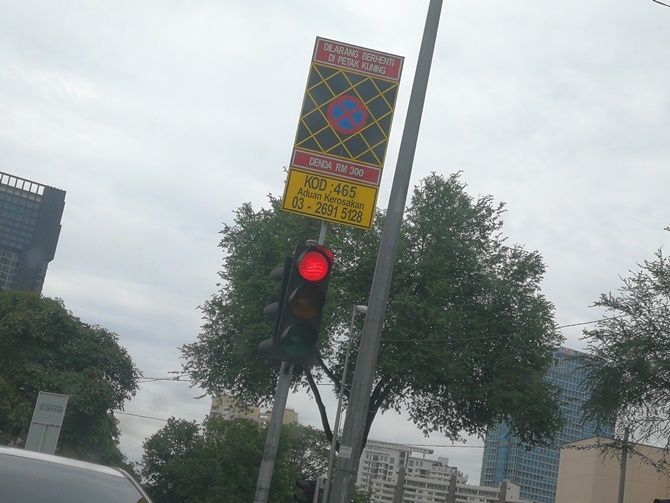 DILARANG BERHENTI
DI PETAK KUNING
DENDA RM 300
KOD : 465
Aduan Kerosakan
03 - 2691 5128